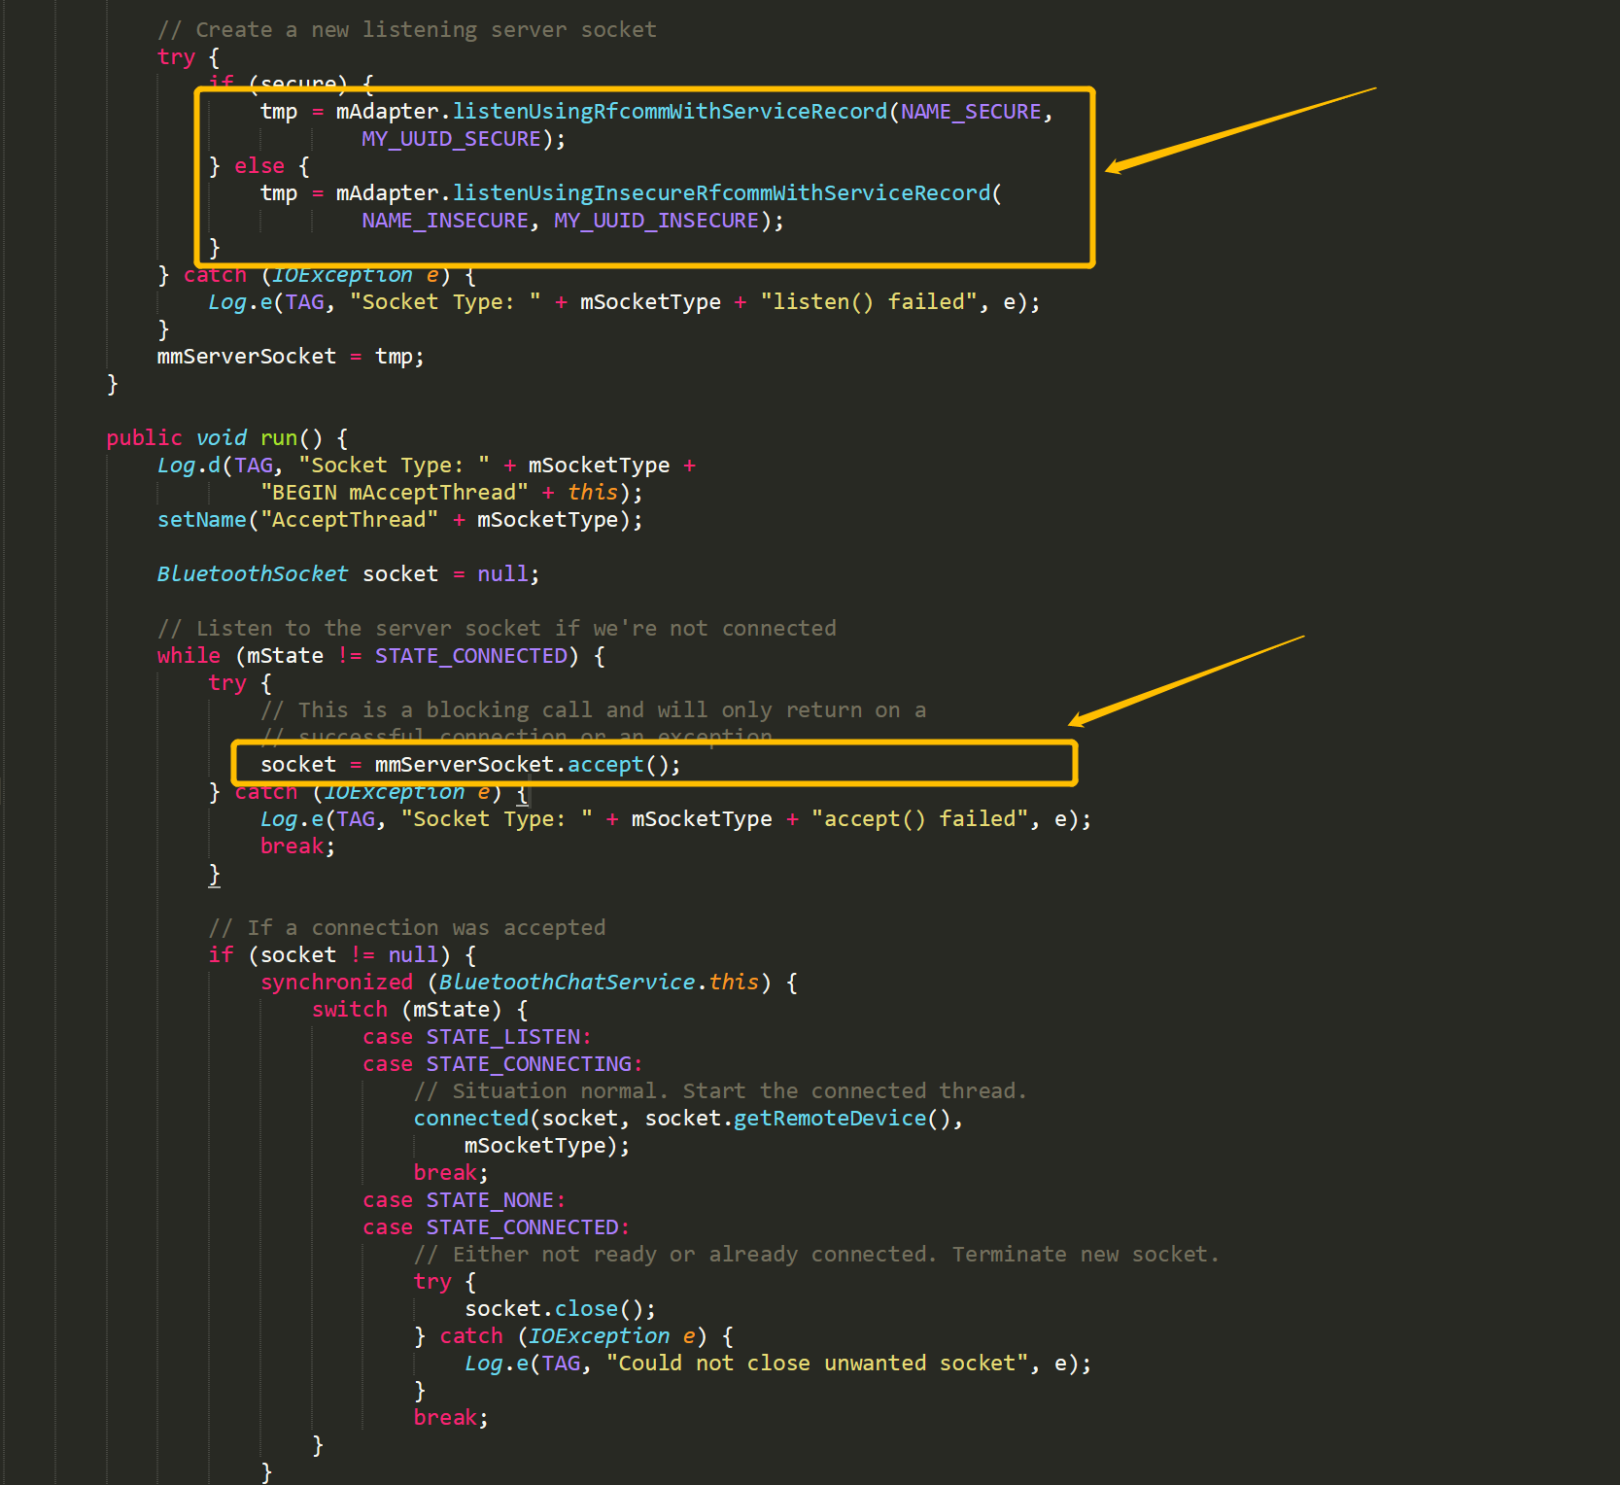 // Create a new listening server socket
try {
if (secure) {
tmp = mAdapter.listenUsingRfcommWithServiceRecord(NAME_SECURE,
MY_UUID_SECURE);
} else {
tmp = mAdapter.listenUsingInsecureRfcommWithServiceRecord(
NAME_INSECURE, MY_UUID_INSECURE);
}
} catch (IOException e) {
Log.e(TAG, "Socket Type: " + mSocketType + "listen() failed", e);
}
mmServerSocket = tmp;
}
public void run() {
Log.d(TAG, "Socket Type: " + mSocketType +
"BEGIN mAcceptThread" + this);
setName("AcceptThread" + mSocketType);
BluetoothSocket socket = null;
// Listen to the server socket if we're not connected
while (mState != STATE_CONNECTED) {
try {
// This is a blocking call and will only return on a
// successful connection or an exception
socket = mmServerSocket.accept();
} catch (IOException e) {
Log.e(TAG, "Socket Type: " + mSocketType + "accept() failed", e);
break;
}
// If a connection was accepted
if (socket != null) {
synchronized (BluetoothChatService.this) {
switch (mState) {
case STATE_LISTEN:
case STATE_CONNECTING:
// Situation normal. Start the connected thread.
connected(socket, socket.getRemoteDevice(),
mSocketType);
break;
case STATE_NONE:
case STATE_CONNECTED:
// Either not ready or already connected. Terminate new socket.
try {
socket.close();
} catch (IOException e) {
Log.e(TAG, "Could not close unwanted socket", e);
}
break;
}
}